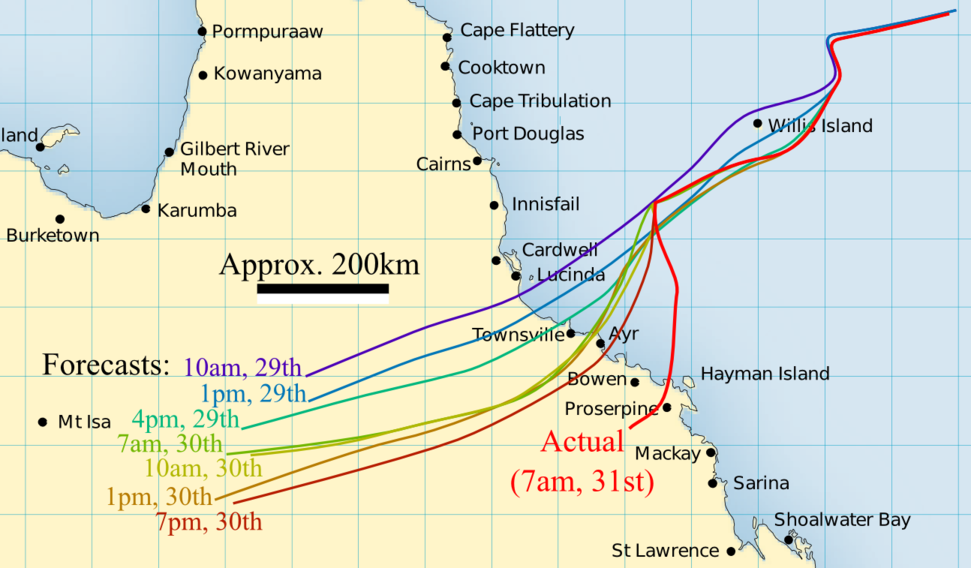 Pormpuraaw
Cape Flattery
Kowanyama
Cooktown
Cape Tribulation
Willis Island
land
Port Douglas
Gilbert River
Mouth
Cairns
Karumba
Innisfail
Burketown
Cardwell
Approx. 200km
Lucinda
Townsville
Ayr
Forecasts:
10am, 29th
Bowen
Hayman Island
1pm, 29th
Proserpine
4pm, 29th
Mt Isa
7am, 30th
Actual
Mackay
10am, 30th
(7am, 31st)
Sarina
1pm, 30th
7pm, 30th
Shoalwater Bay
St Lawrence